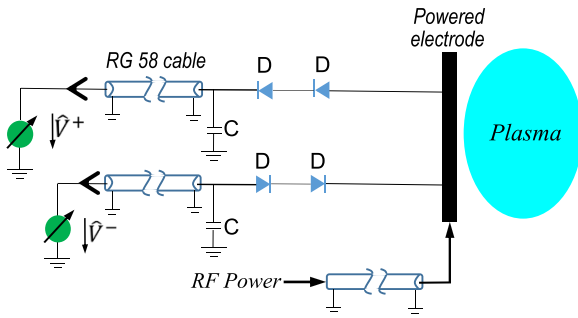 Powered
electrode
RG 58 cable
D D
V̂⁺
C
Plasma
D D
V̂⁻
C
RF Power